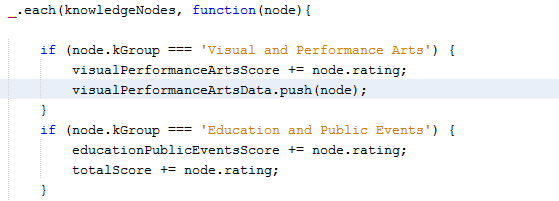 _.each(knowledgeNodes, function(node){
if (node.kGroup === 'Visual and Performance Arts') {
visualPerformanceArtsScore += node.rating;
visualPerformanceArtsData.push(node);
}
if (node.kGroup === 'Education and Public Events') {
educationPublicEventsScore += node.rating;
totalScore += node.rating;
}